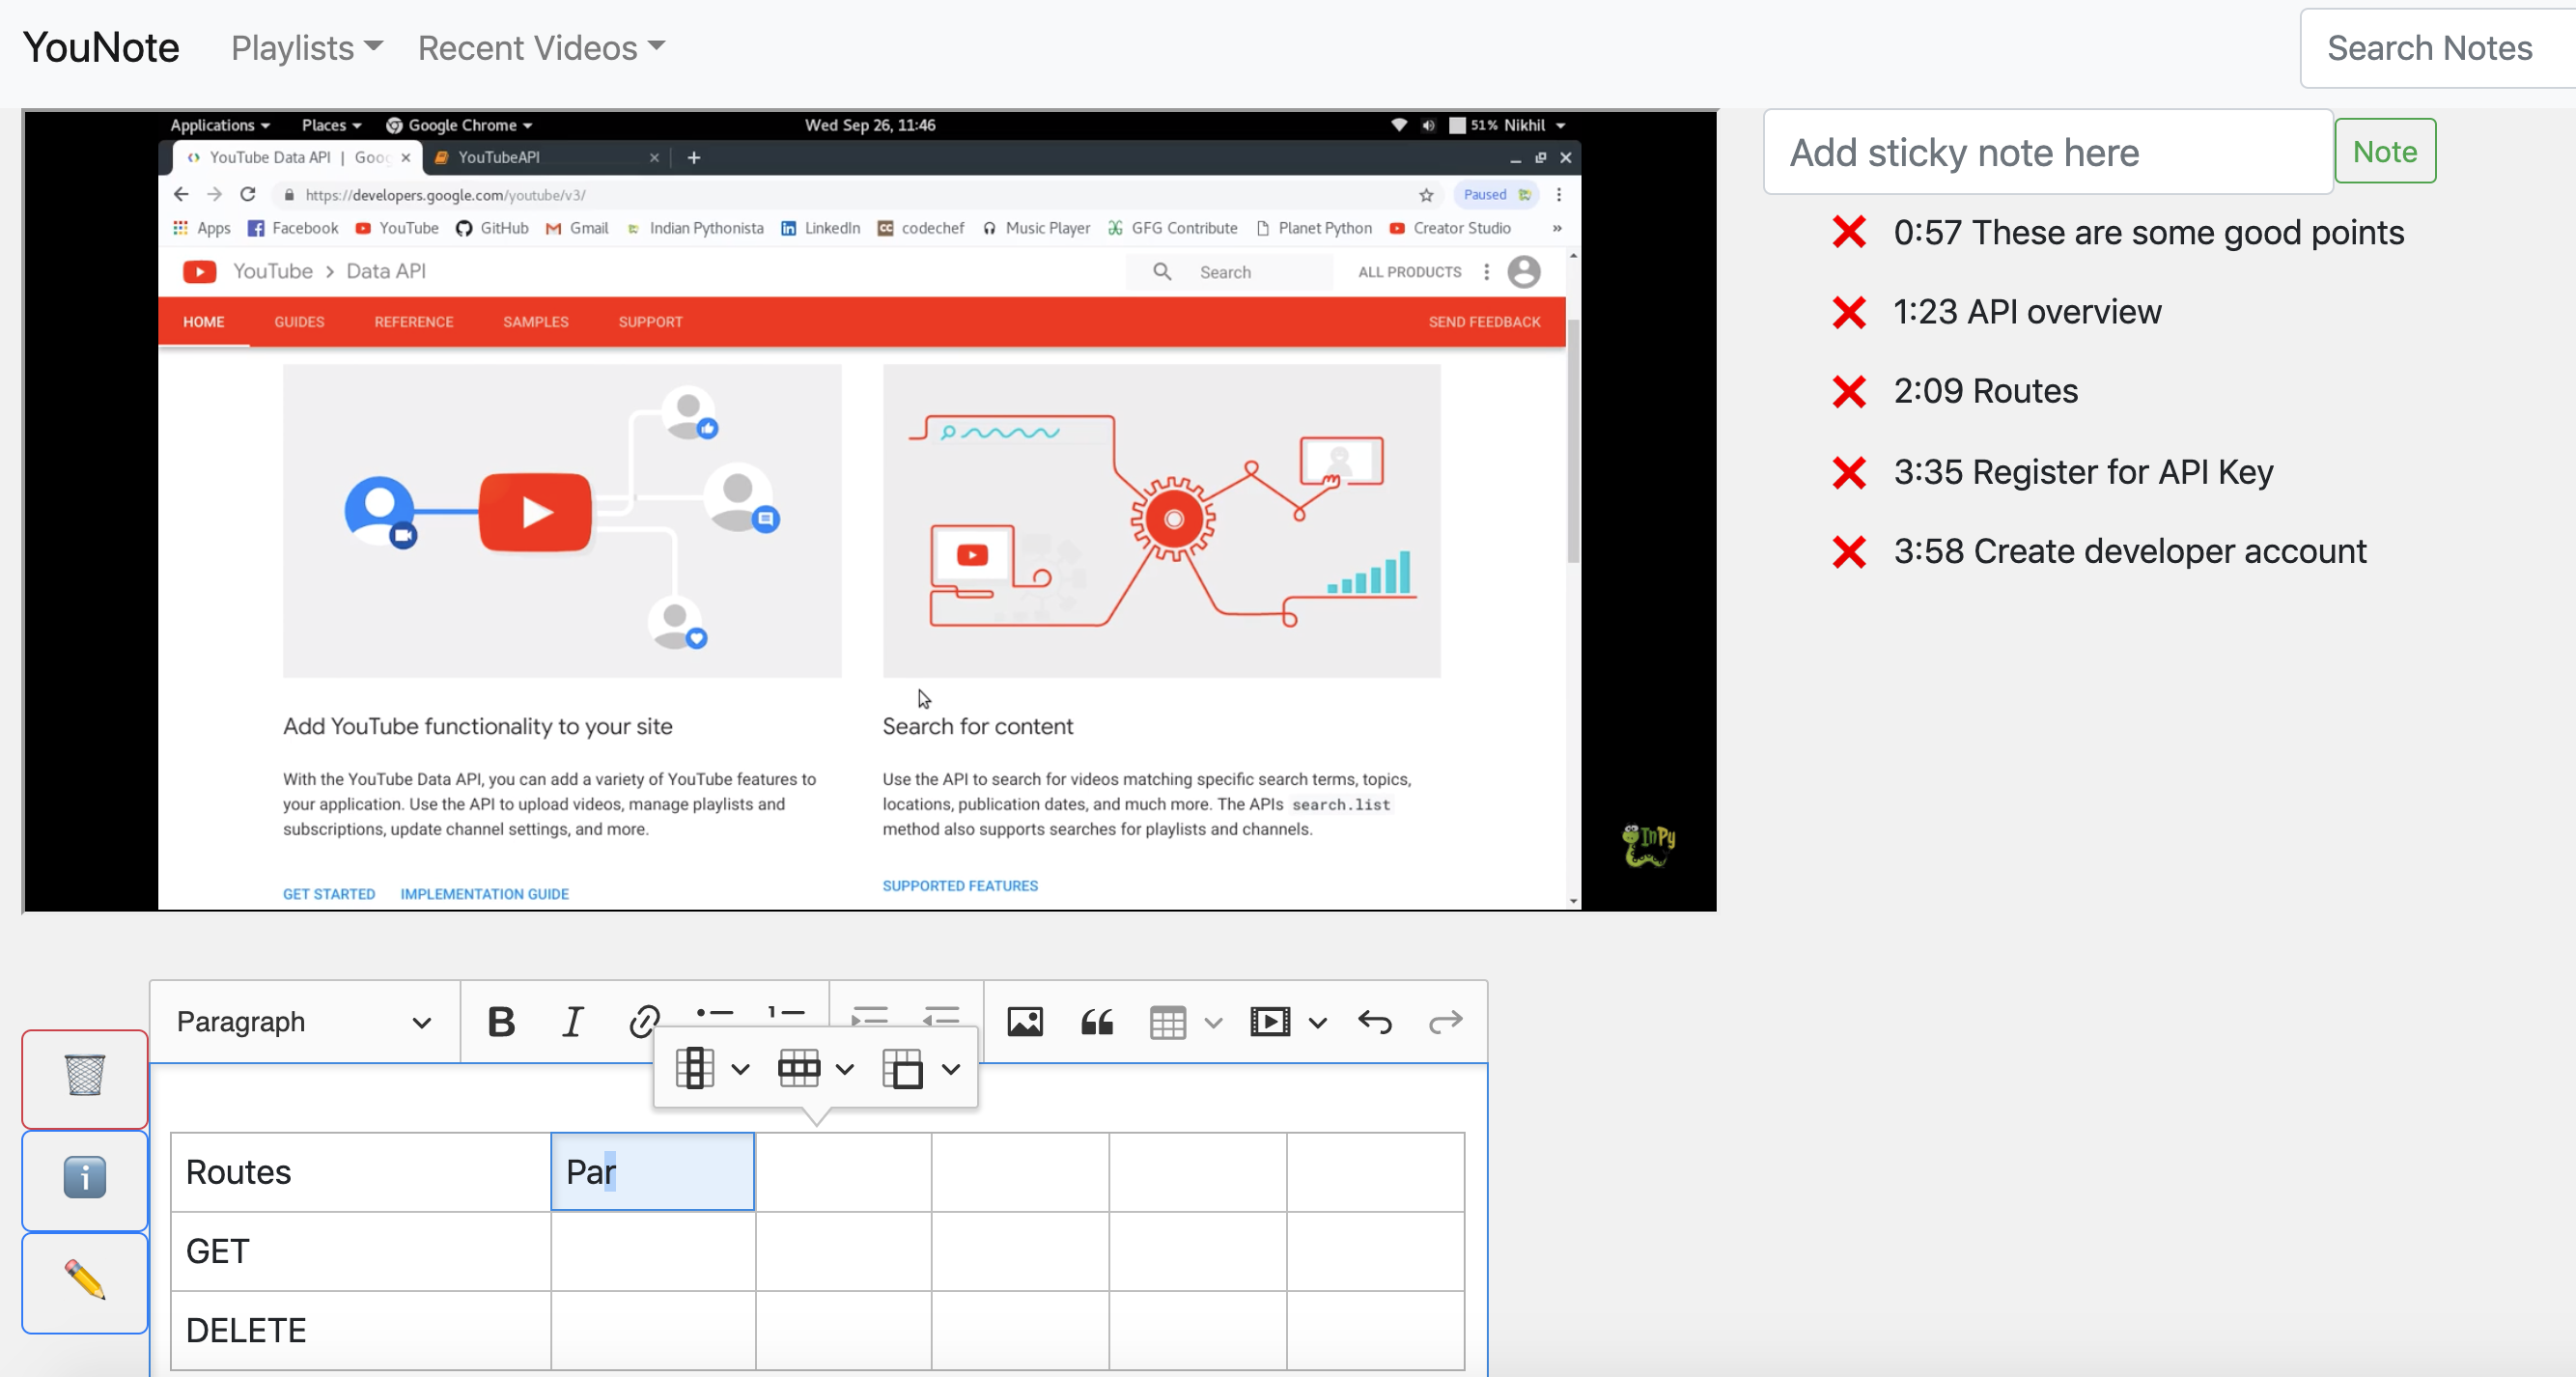 YouNote Playlists Recent Videos Search Notes
Applications Places Google Chrome Wed Sep 26, 11:46 51% Nikhil
YouTube Data API | Goog YouTubeAPI
https://developers.google.com/youtube/v3/ Paused
Apps Facebook YouTube GitHub Gmail Indian Pythonista LinkedIn codechef Music Player GFG Contribute Planet Python Creator Studio »
YouTube > Data API Search ALL PRODUCTS
HOME GUIDES REFERENCE SAMPLES SUPPORT SEND FEEDBACK
Add YouTube functionality to your site
With the YouTube Data API, you can add a variety of YouTube features to
your application. Use the API to upload videos, manage playlists and
subscriptions, update channel settings, and more.
GET STARTED IMPLEMENTATION GUIDE
Search for content
Use the API to search for videos matching specific search terms, topics,
locations, publication dates, and much more. The APIs search.list
method also supports searches for playlists and channels.
SUPPORTED FEATURES
InPy
Add sticky note here Note
0:57 These are some good points
1:23 API overview
2:09 Routes
3:35 Register for API Key
3:58 Create developer account
Paragraph B I
Routes Par
GET
DELETE